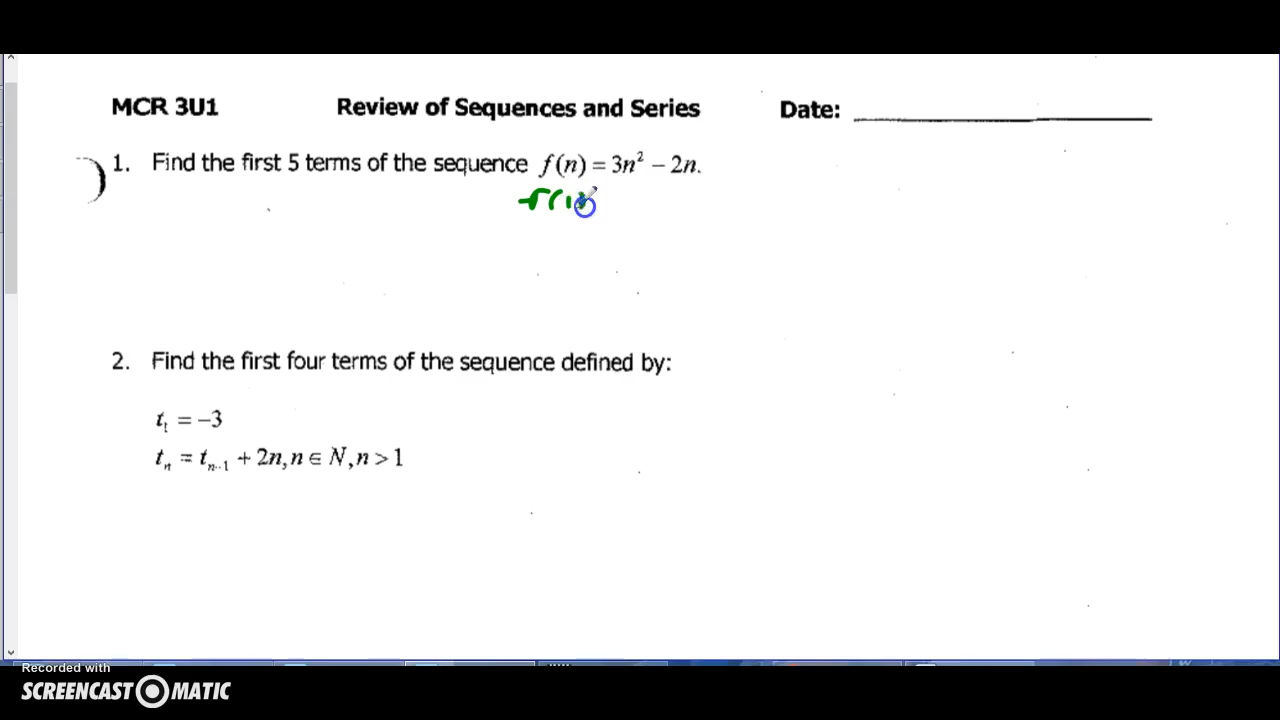 MCR 3U1 Review of Sequences and Series Date:
1. Find the first 5 terms of the sequence f(n) = 3n² − 2n.
f(1)
2. Find the first four terms of the sequence defined by:
t₁ = −3
tₙ = tₙ₋₁ + 2n, n ∈ N, n > 1
Recorded with
SCREENCAST MATIC